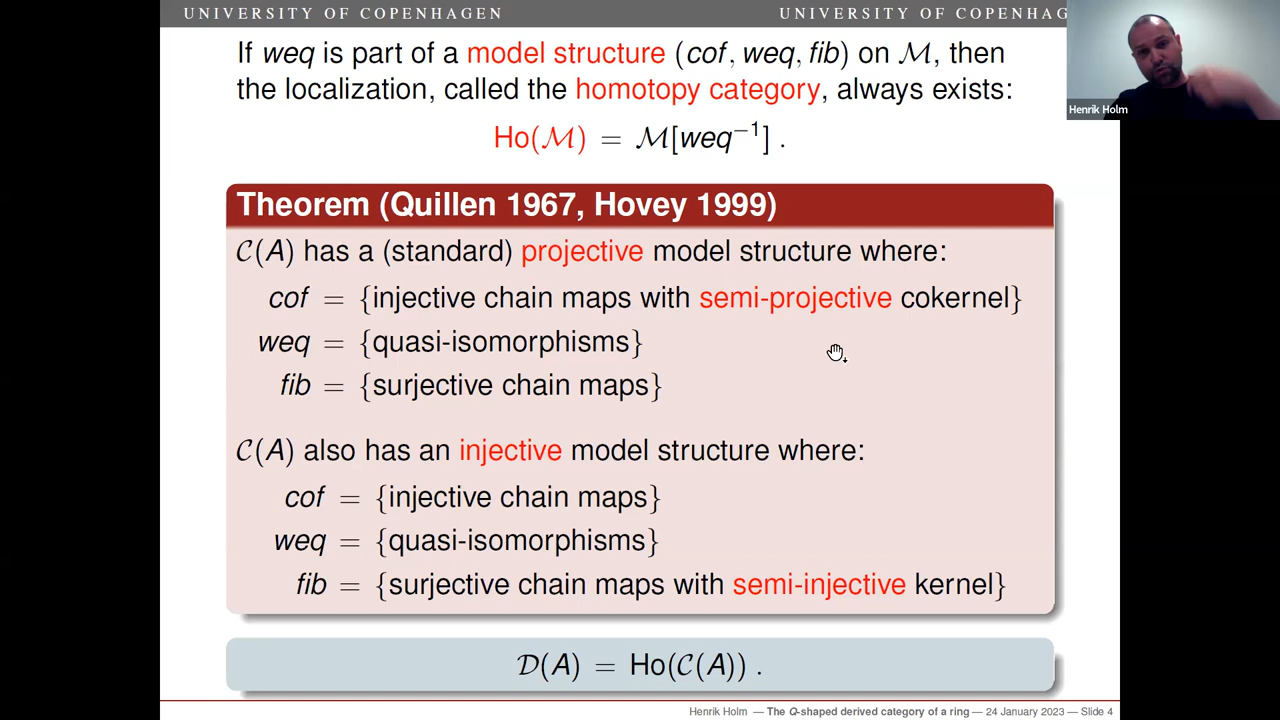 UNIVERSITY OF COPENHAGEN UNIVERSITY OF COPENHAG
If weq is part of a model structure (cof, weq, fib) on ℳ, then
the localization, called the homotopy category, always exists:
Ho(ℳ) = ℳ[weq⁻¹] .
Henrik Holm
Theorem (Quillen 1967, Hovey 1999)
𝒞(A) has a (standard) projective model structure where:
cof = {injective chain maps with semi-projective cokernel}
weq = {quasi-isomorphisms}
fib = {surjective chain maps}
𝒞(A) also has an injective model structure where:
cof = {injective chain maps}
weq = {quasi-isomorphisms}
fib = {surjective chain maps with semi-injective kernel}
𝒟(A) = Ho(𝒞(A)) .
Henrik Holm — The Q-shaped derived category of a ring — 24 January 2023 — Slide 4